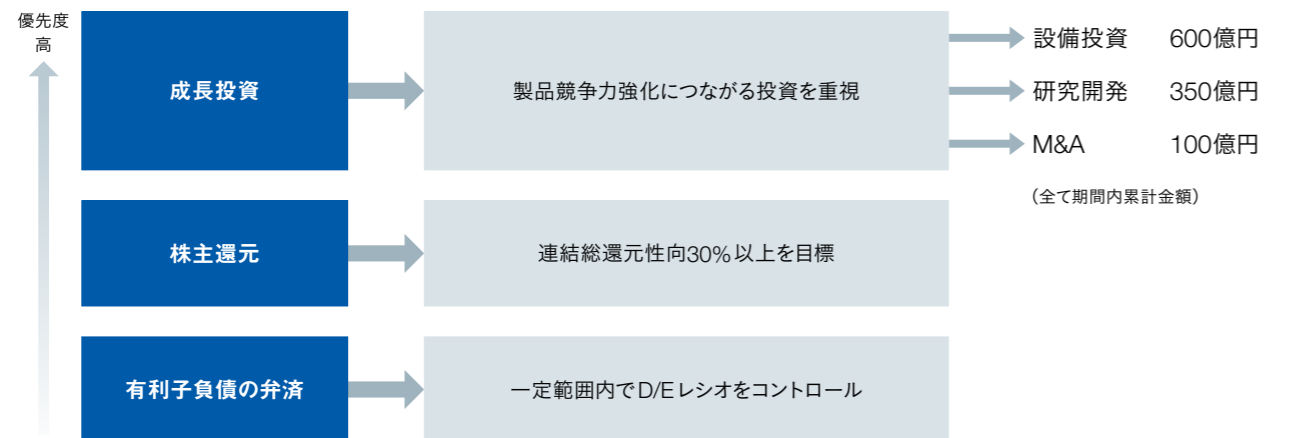 優先度
高
成長投資
製品競争力強化につながる投資を重視
設備投資 600億円
研究開発 350億円
M&A 100億円
（全て期間内累計金額）
株主還元
連結総還元性向30%以上を目標
有利子負債の弁済
一定範囲内でD/Eレシオをコントロール